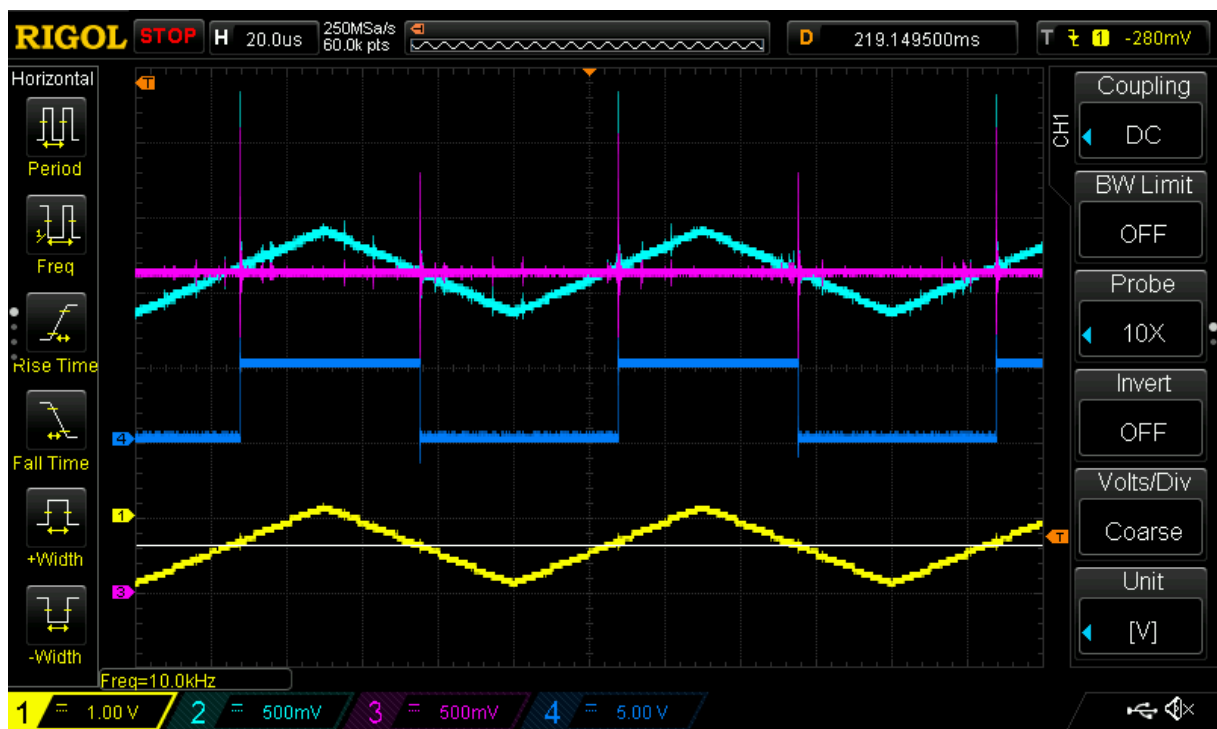 RIGOL STOP H 20.0us 250MSa/s 60.0k pts D 219.149500ms T 1 -280mV
Horizontal
Period
Freq
Rise Time
Fall Time
+Width
-Width
T
4
1
3
T
CH1
Coupling
DC
BW Limit
OFF
Probe
10X
Invert
OFF
Volts/Div
Coarse
Unit
[V]
Freq=10.0kHz
1 = 1.00 V 2 = 500mV 3 = 500mV 4 = 5.00 V